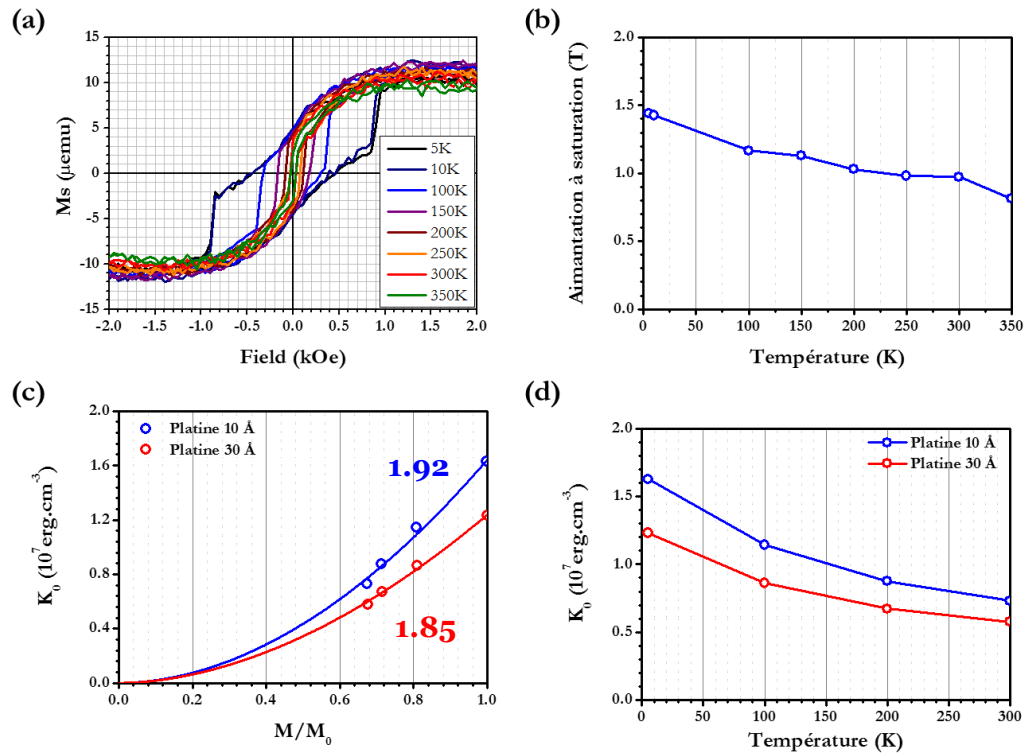 (a)
15
10
5
0
-5
-10
-15
Ms (μemu)
-2.0 -1.5 -1.0 -0.5 0.0 0.5 1.0 1.5 2.0
Field (kOe)
5K
10K
100K
150K
200K
250K
300K
350K
(b)
2.0
1.5
1.0
0.5
0.0
Aimantation à saturation (T)
0 50 100 150 200 250 300 350
Température (K)
(c)
2.0
1.6
1.2
0.8
0.4
0.0
K₀ (10⁷erg.cm⁻³)
Platine 10 Å
Platine 30 Å
1.92
1.85
0.0 0.2 0.4 0.6 0.8 1.0
M/M₀
(d)
2.0
1.5
1.0
0.5
0.0
K₀ (10⁷erg.cm⁻³)
Platine 10 Å
Platine 30 Å
0 50 100 150 200 250 300
Température (K)